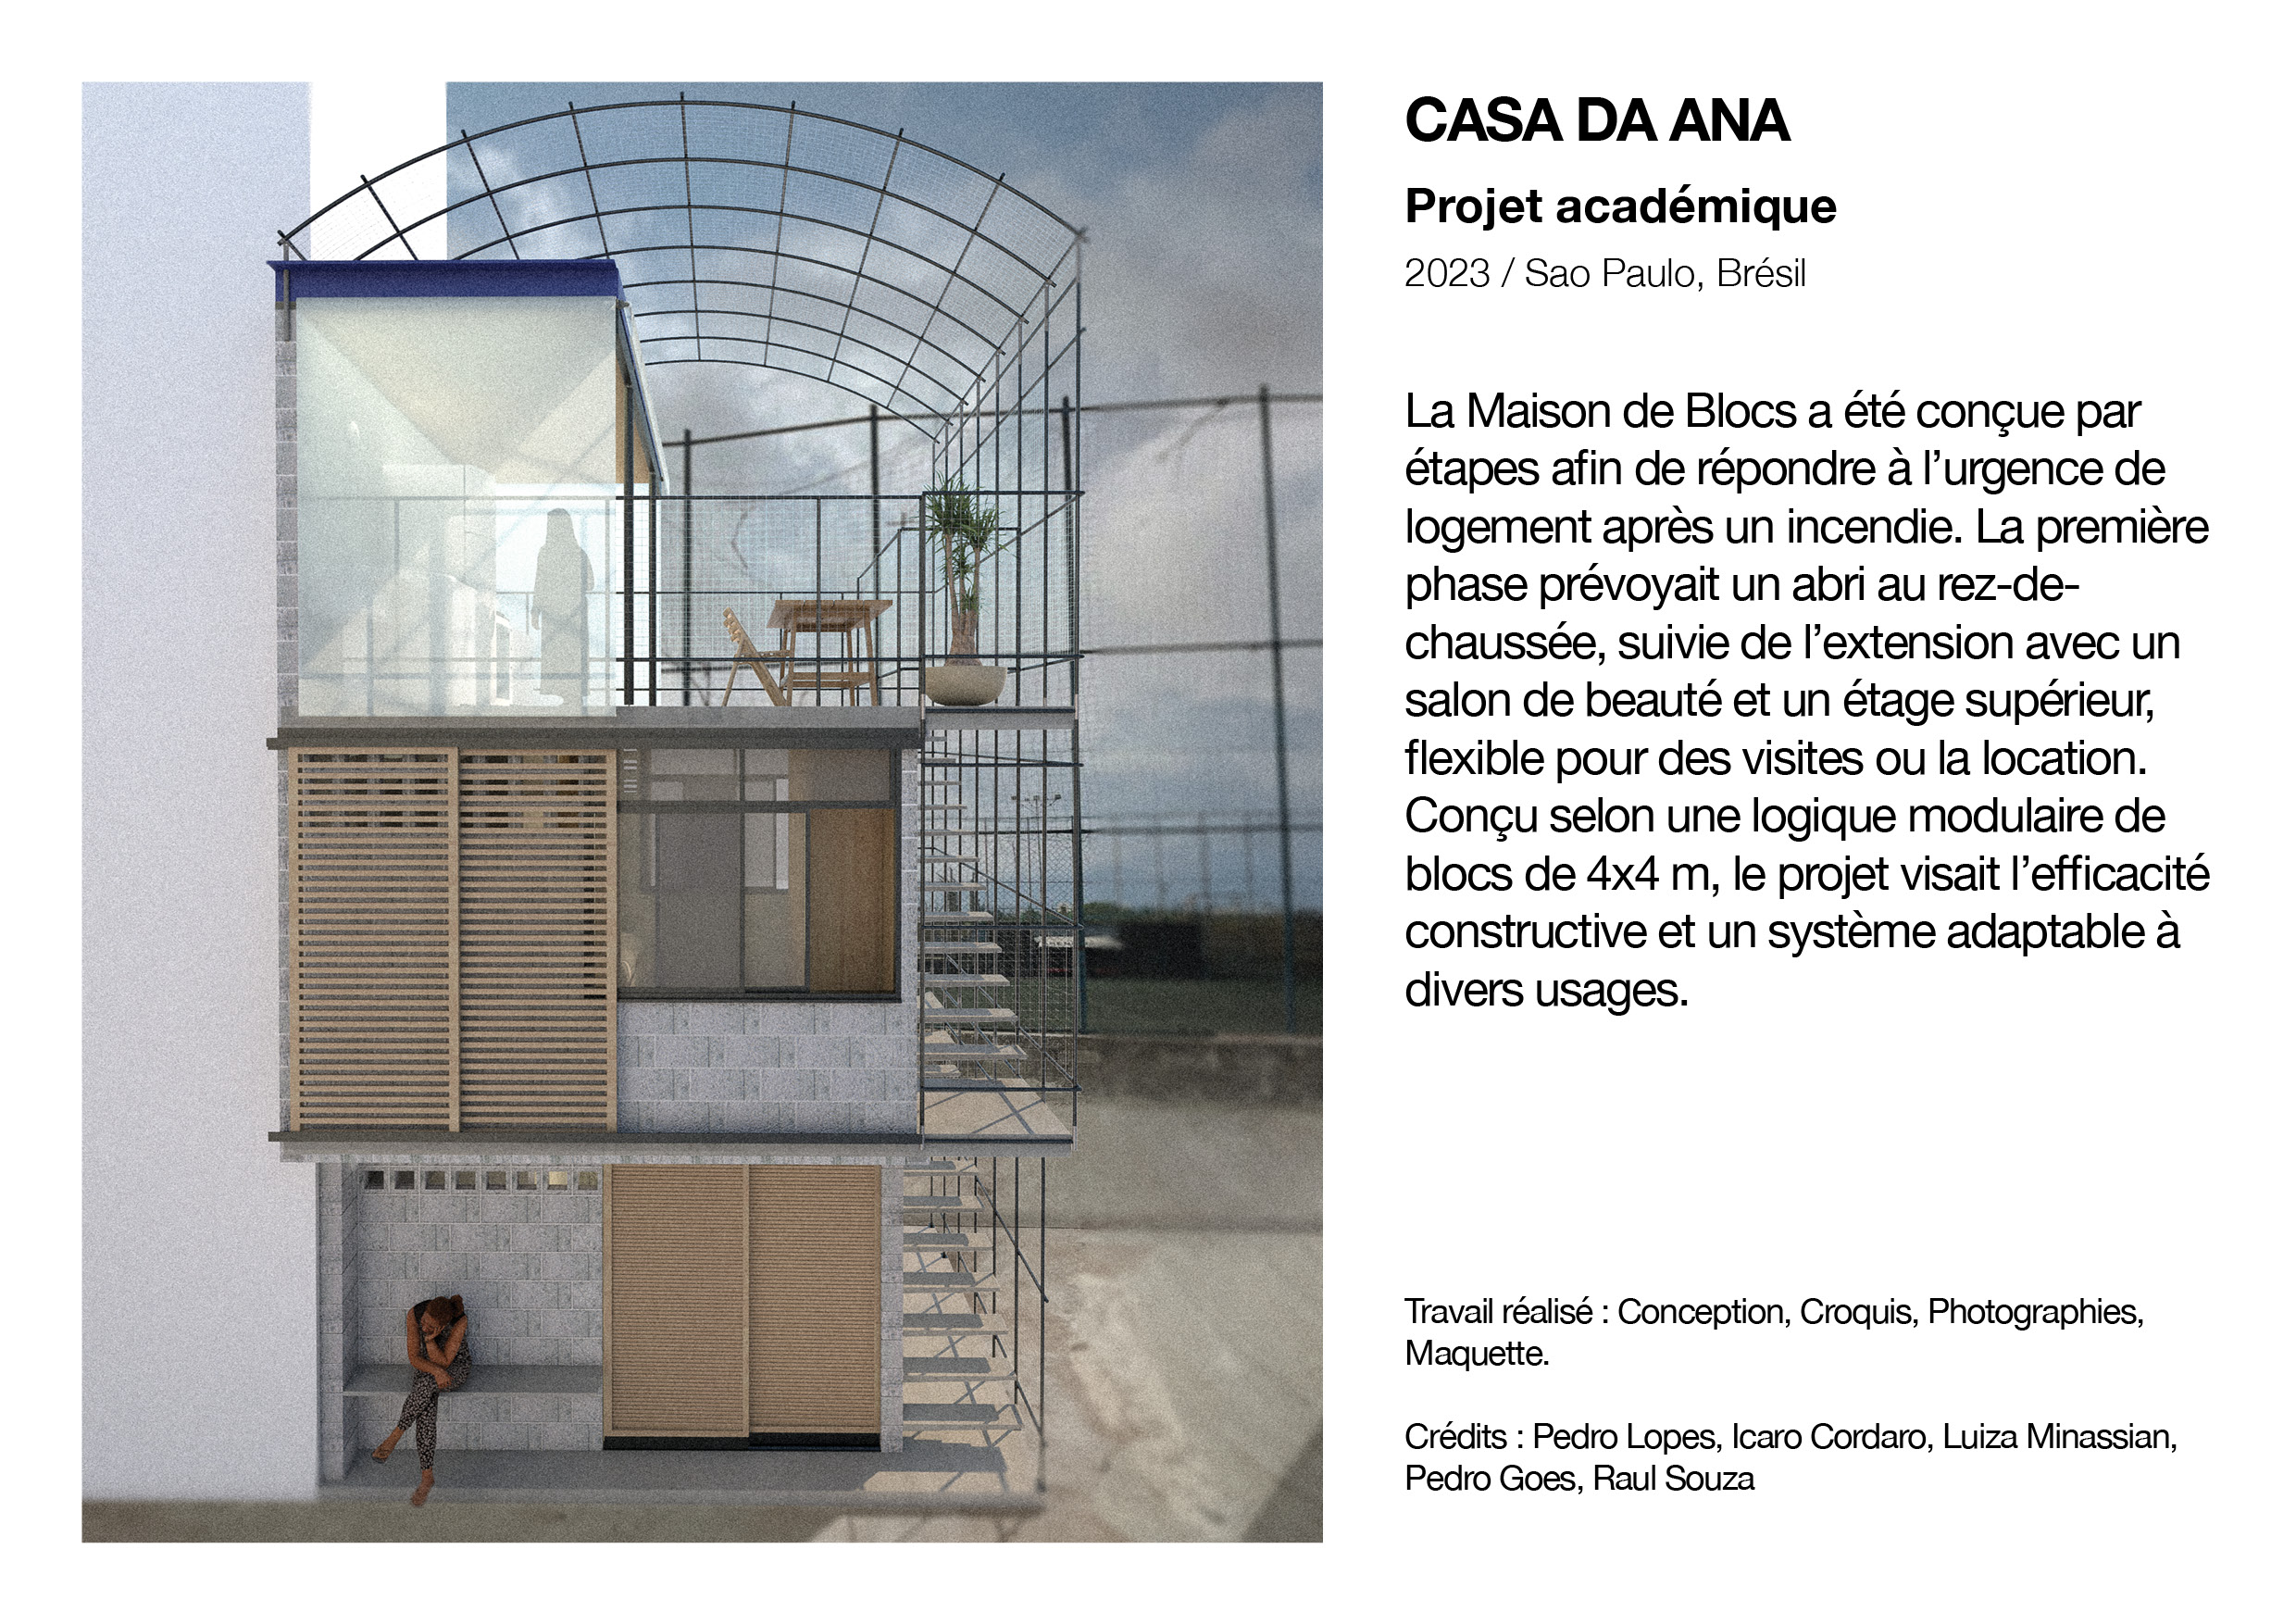 CASA DA ANA
Projet académique
2023 / Sao Paulo, Brésil
La Maison de Blocs a été conçue par
étapes afin de répondre à l’urgence de
logement après un incendie. La première
phase prévoyait un abri au rez-de-
chaussée, suivie de l’extension avec un
salon de beauté et un étage supérieur,
flexible pour des visites ou la location.
Conçu selon une logique modulaire de
blocs de 4x4 m, le projet visait l’efficacité
constructive et un système adaptable à
divers usages.
Travail réalisé : Conception, Croquis, Photographies,
Maquette.
Crédits : Pedro Lopes, Icaro Cordaro, Luiza Minassian,
Pedro Goes, Raul Souza